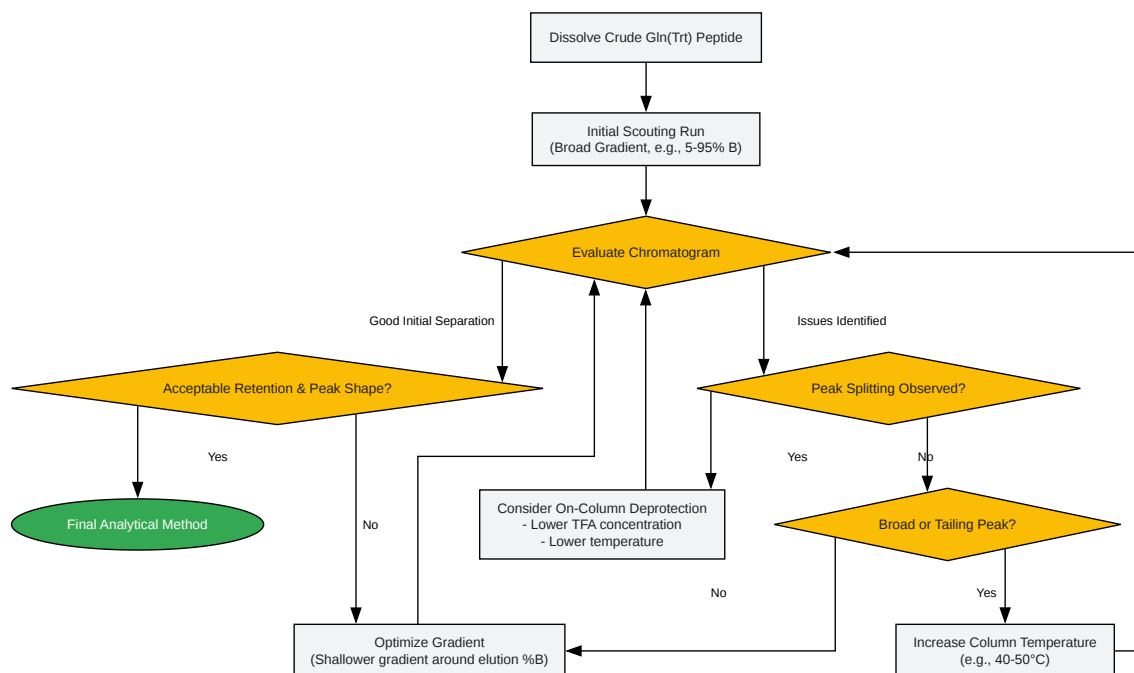 Dissolve Crude Gln(Trt) Peptide
Initial Scouting Run
(Broad Gradient, e.g., 5-95% B)
Evaluate Chromatogram
Good Initial Separation
Issues Identified
Acceptable Retention & Peak Shape?
Peak Splitting Observed?
Yes
Yes
No
Final Analytical Method
No
Consider On-Column Deprotection
- Lower TFA concentration
- Lower temperature
Broad or Tailing Peak?
No
Yes
Optimize Gradient
(Shallower gradient around elution %B)
Increase Column Temperature
(e.g., 40-50°C)